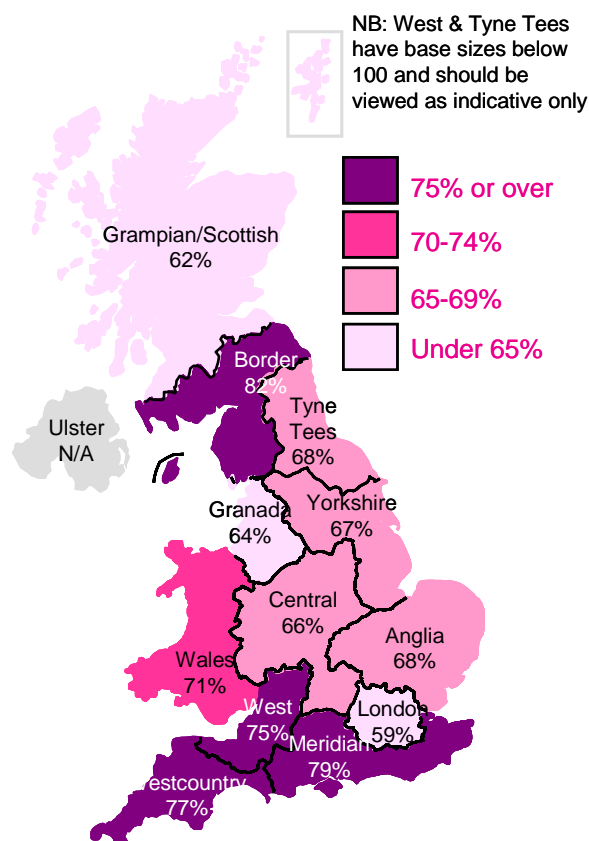 NB: West & Tyne Tees
have base sizes below
100 and should be
viewed as indicative only
75% or over
70-74%
65-69%
Under 65%
Grampian/Scottish
62%
Border
82%
Ulster
N/A
Tyne
Tees
68%
Granada
64%
Yorkshire
67%
Central
66%
Anglia
68%
Wales
71%
West
75%
London
59%
Meridian
79%
estcountry
77%